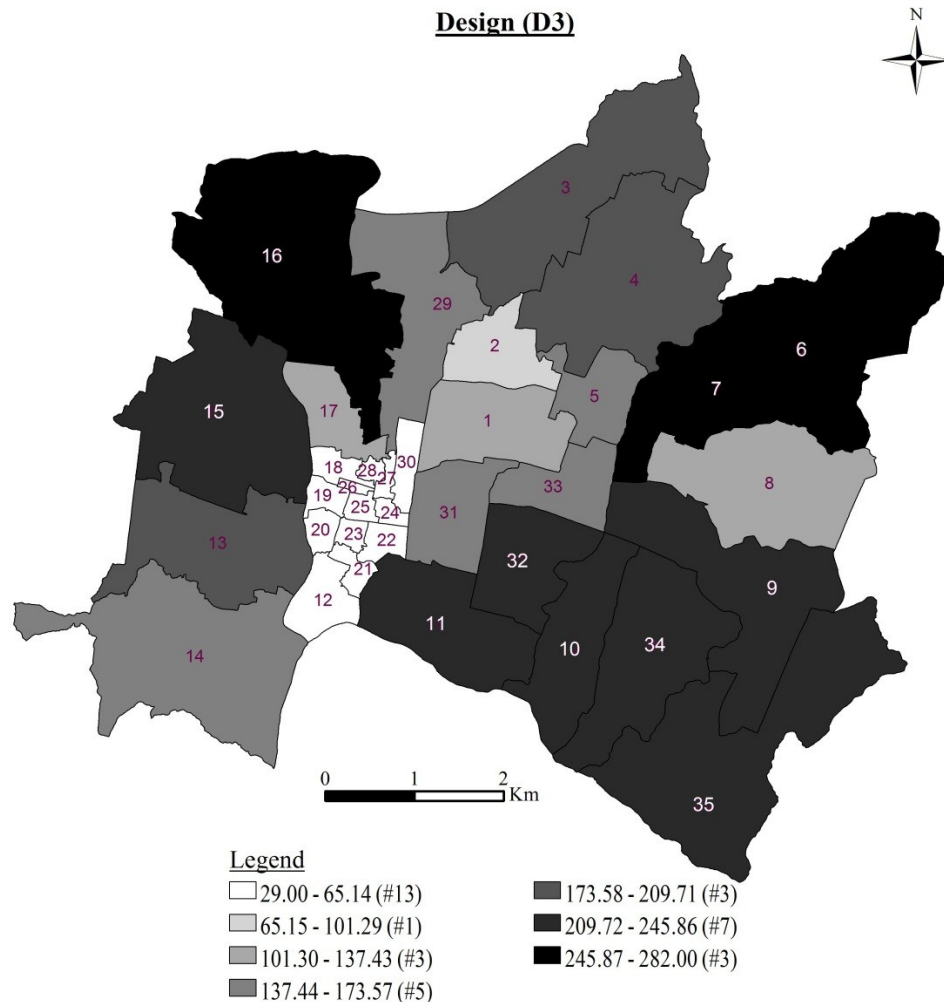 Design (D3)
N
3
16
4
29
6
2
7
15
5
17
1
30
18
28
27
8
26
33
19
25
24
31
20
23
22
13
32
21
9
12
11
10
34
14
0 1 2
Km
35
Legend
29.00 - 65.14 (#13)
65.15 - 101.29 (#1)
101.30 - 137.43 (#3)
137.44 - 173.57 (#5)
173.58 - 209.71 (#3)
209.72 - 245.86 (#7)
245.87 - 282.00 (#3)